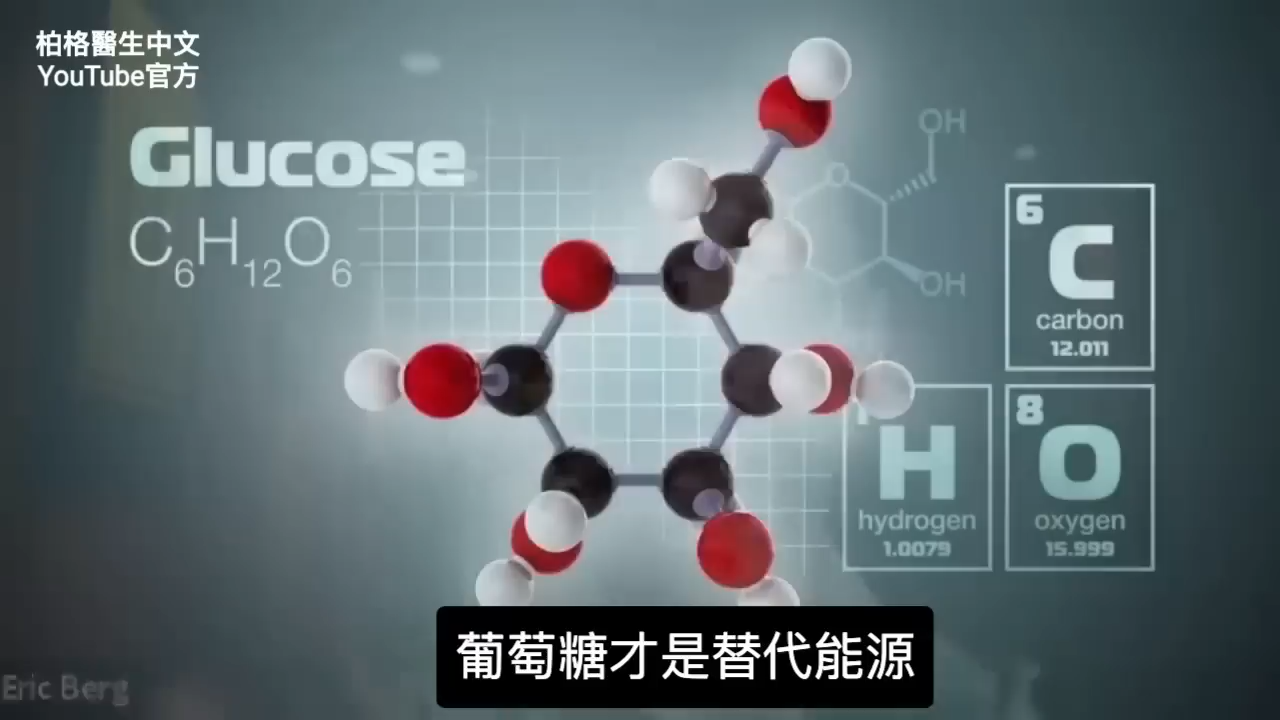 柏格醫生中文
YouTube官方
Glucose
C6H12O6
OH
O
OH
6
C
carbon
12.011
1
H
hydrogen
1.0079
8
O
oxygen
15.999
葡萄糖才是替代能源
Eric Berg